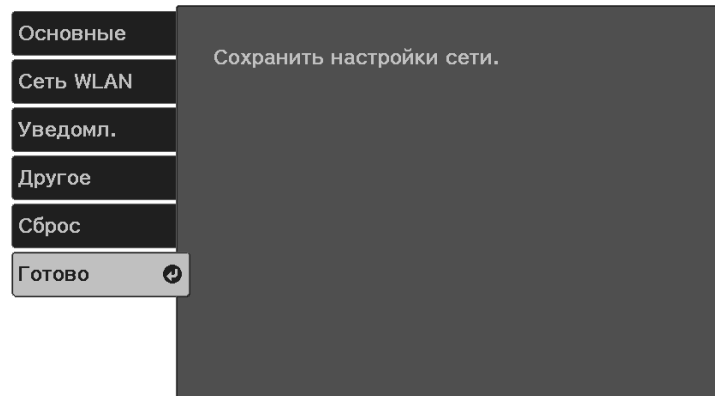 Основные
Сеть WLAN
Уведомл.
Другое
Сброс
Готово
Сохранить настройки сети.